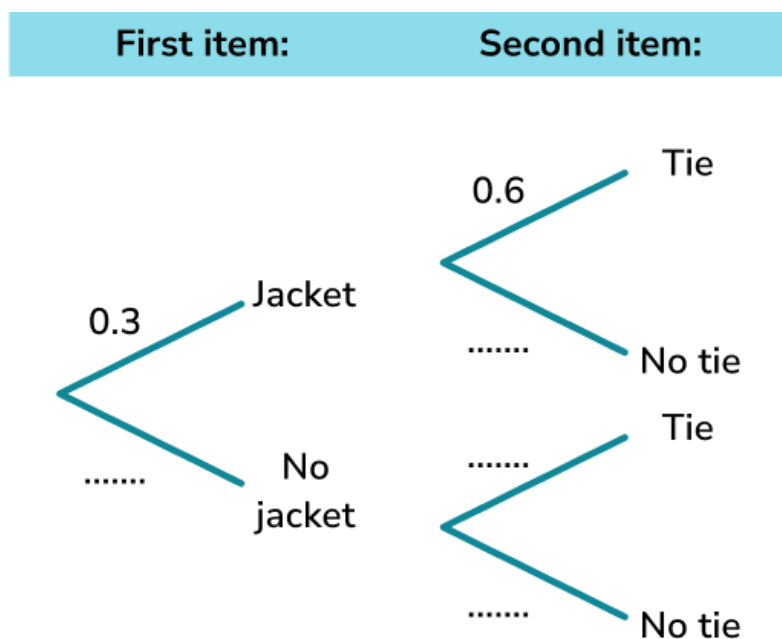 First item: Second item:
Tie
0.6
Jacket
0.3
.......
No tie
Tie
.......
No
jacket
.......
.......
No tie